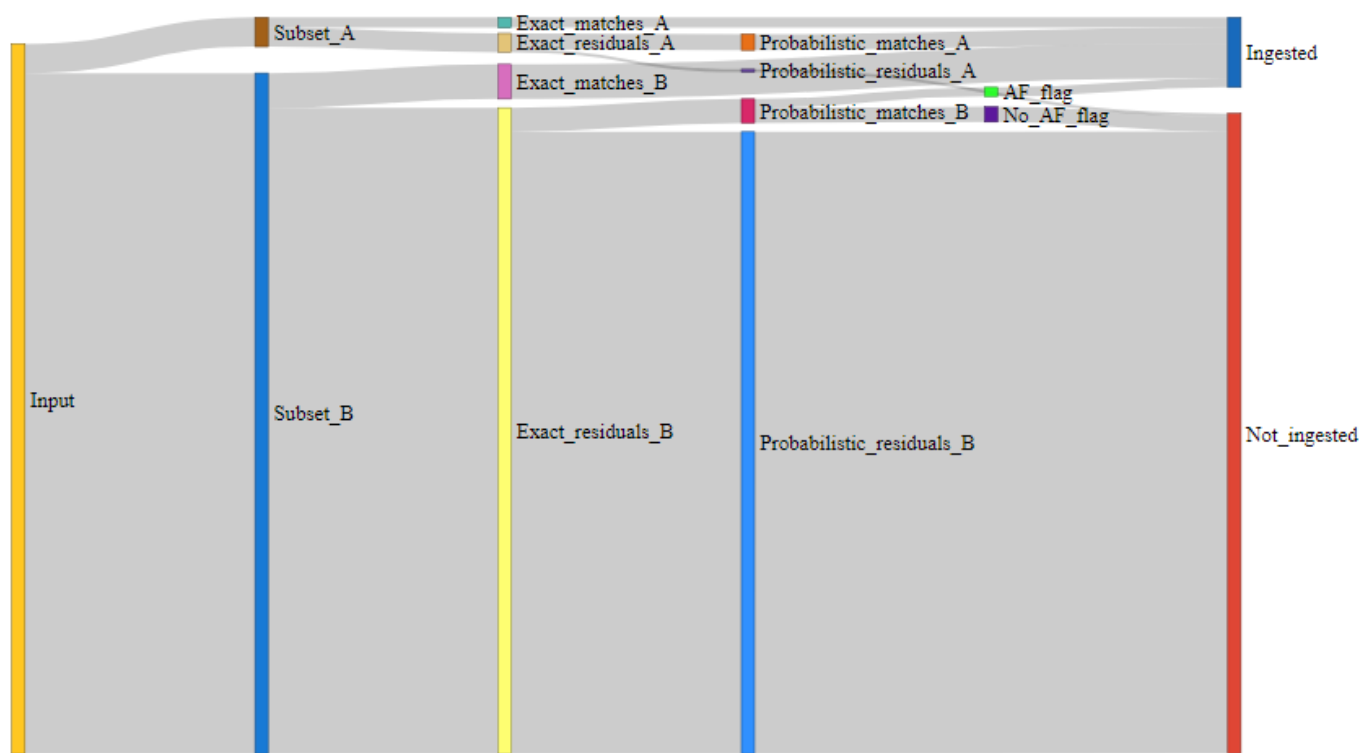 Input
Subset_A
Subset_B
Exact_matches_A
Exact_residuals_A
Exact_matches_B
Exact_residuals_B
Probabilistic_matches_A
Probabilistic_residuals_A
Probabilistic_matches_B
Probabilistic_residuals_B
AF_flag
No_AF_flag
Ingested
Not_ingested